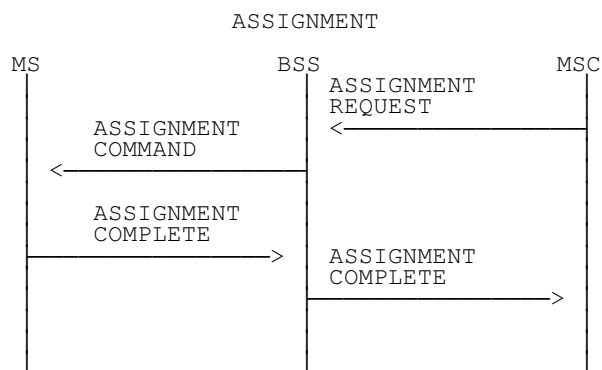 ASSIGNMENT
MS BSS MSC
ASSIGNMENT
REQUEST
ASSIGNMENT
COMMAND
ASSIGNMENT
COMPLETE
ASSIGNMENT
COMPLETE